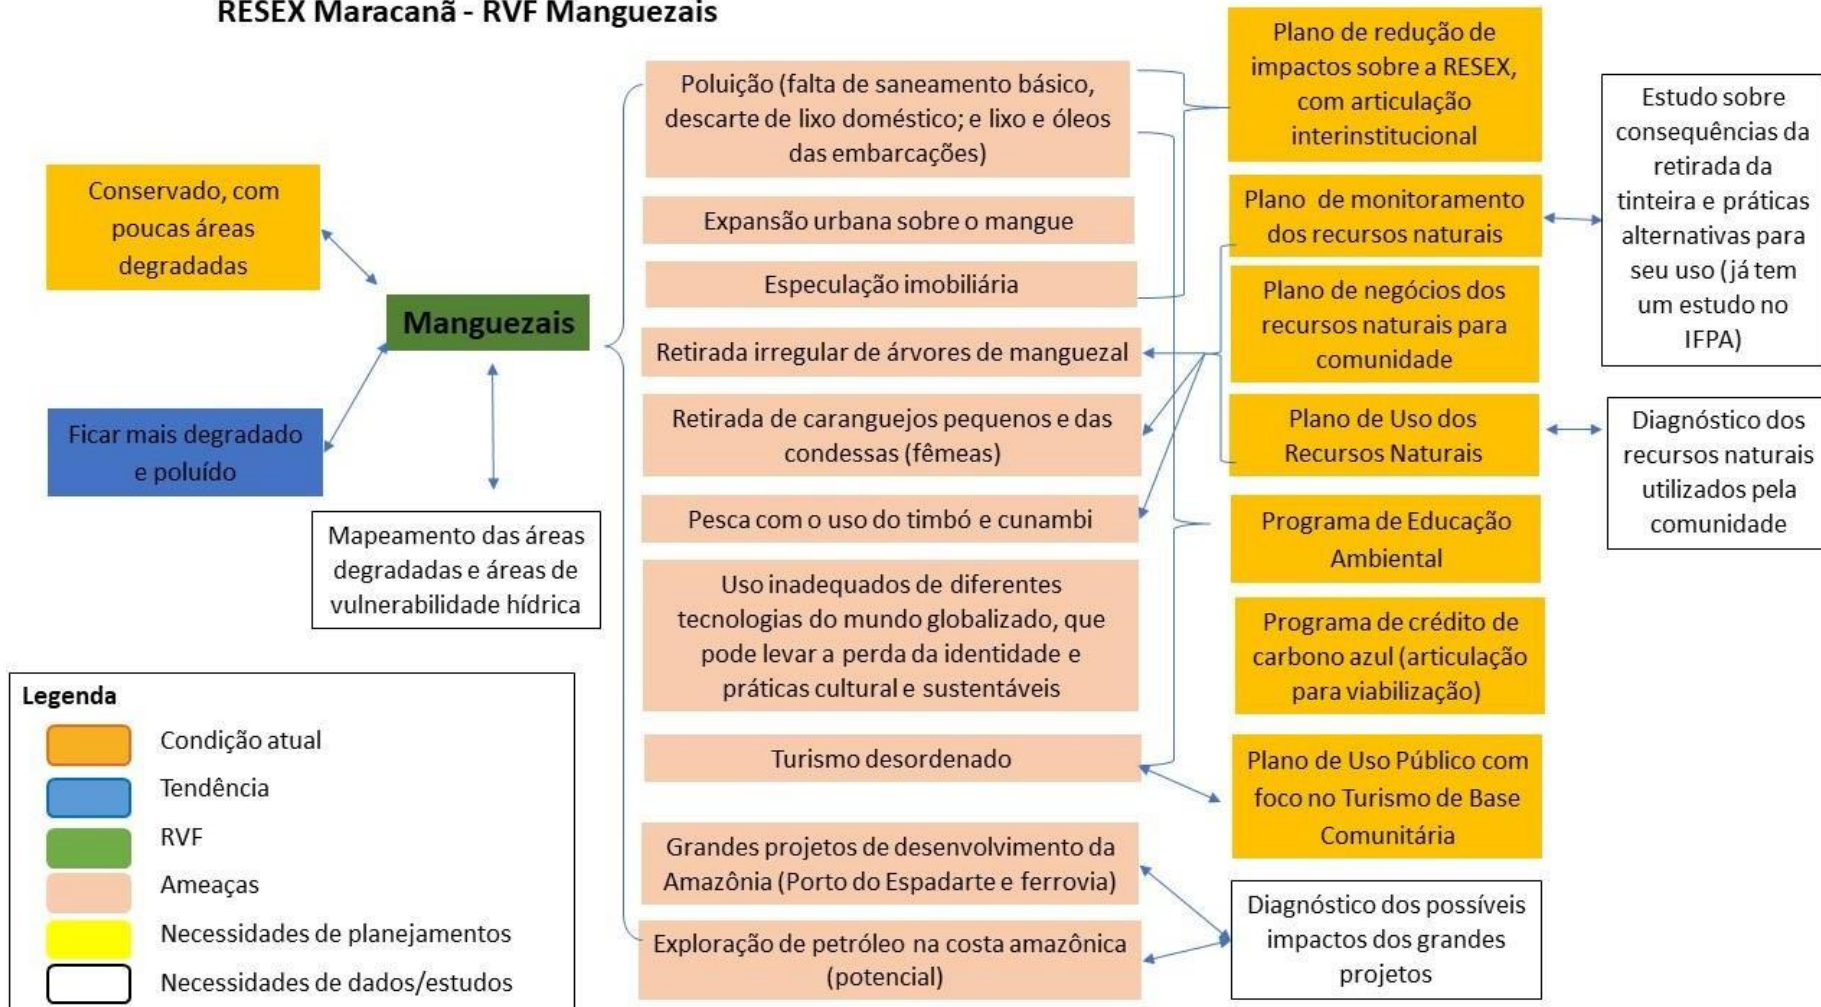 RESEX Maracanã - RVF Manguezais
Conservado, com
poucas áreas
degradadas
Manguezais
Ficar mais degradado
e poluído
Mapeamento das áreas
degradadas e áreas de
vulnerabilidade hídrica
Poluição (falta de saneamento básico,
descarte de lixo doméstico; e lixo e óleos
das embarcações)
Expansão urbana sobre o mangue
Especulação imobiliária
Retirada irregular de árvores de manguezal
Retirada de caranguejos pequenos e das
condessas (fêmeas)
Pesca com o uso do timbó e cunambi
Uso inadequados de diferentes
tecnologias do mundo globalizado, que
pode levar a perda da identidade e
práticas cultural e sustentáveis
Turismo desordenado
Grandes projetos de desenvolvimento da
Amazônia (Porto do Espadarte e ferrovia)
Exploração de petróleo na costa amazônica
(potencial)
Plano de redução de
impactos sobre a RESEX,
com articulação
interinstitucional
Plano de monitoramento
dos recursos naturais
Plano de negócios dos
recursos naturais para
comunidade
Plano de Uso dos
Recursos Naturais
Programa de Educação
Ambiental
Programa de crédito de
carbono azul (articulação
para viabilização)
Plano de Uso Público com
foco no Turismo de Base
Comunitária
Diagnóstico dos possíveis
impactos dos grandes
projetos
Estudo sobre
consequências da
retirada da
tinteira e práticas
alternativas para
seu uso (já tem
um estudo no
IFPA)
Diagnóstico dos
recursos naturais
utilizados pela
comunidade
Legenda
Condição atual
Tendência
RVF
Ameaças
Necessidades de planejamentos
Necessidades de dados/estudos